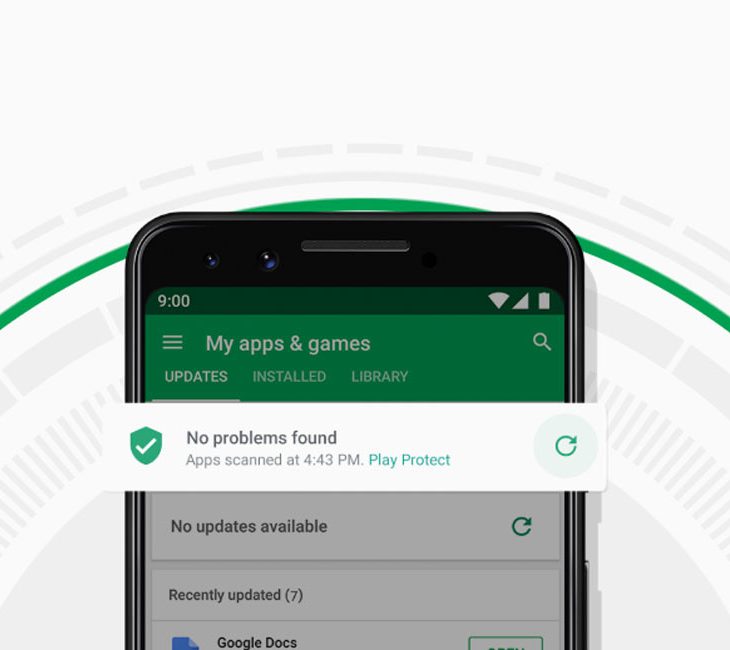 9:00
My apps & games
UPDATES INSTALLED LIBRARY
No problems found
Apps scanned at 4:43 PM. Play Protect
No updates available
Recently updated (7)
Google Docs
OPEN